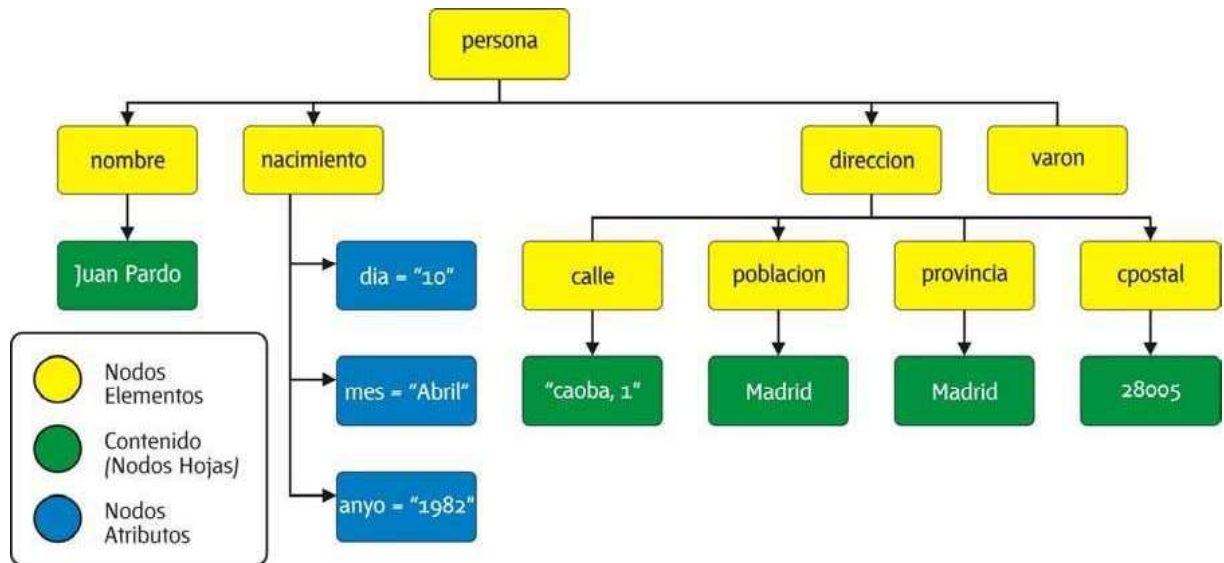 persona
nombre
nacimiento
direccion
varon
Juan Pardo
dia = "10"
calle
poblacion
provincia
cpostal
mes = "Abril"
"caoba, 1"
Madrid
Madrid
28005
anyo = "1982"
Nodos
Elementos
Contenido
(Nodos Hojas)
Nodos
Atributos